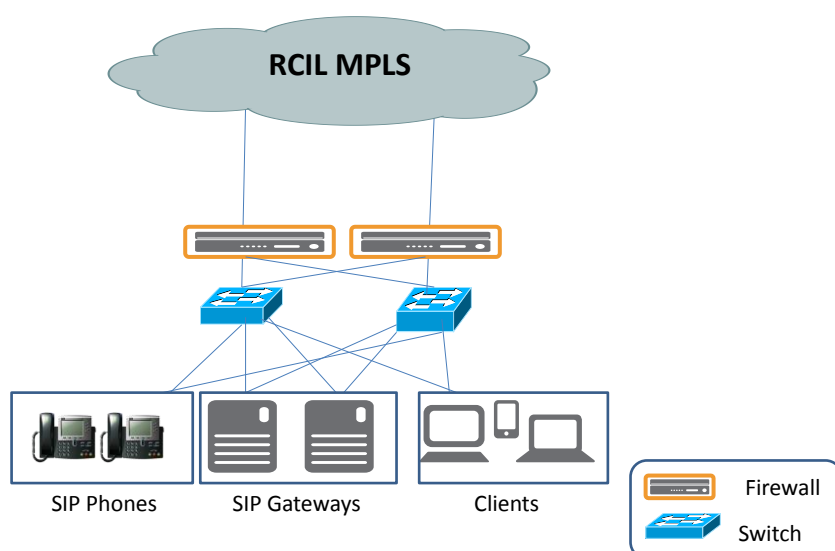 RCIL MPLS
SIP Phones
SIP Gateways
Clients
Firewall
Switch